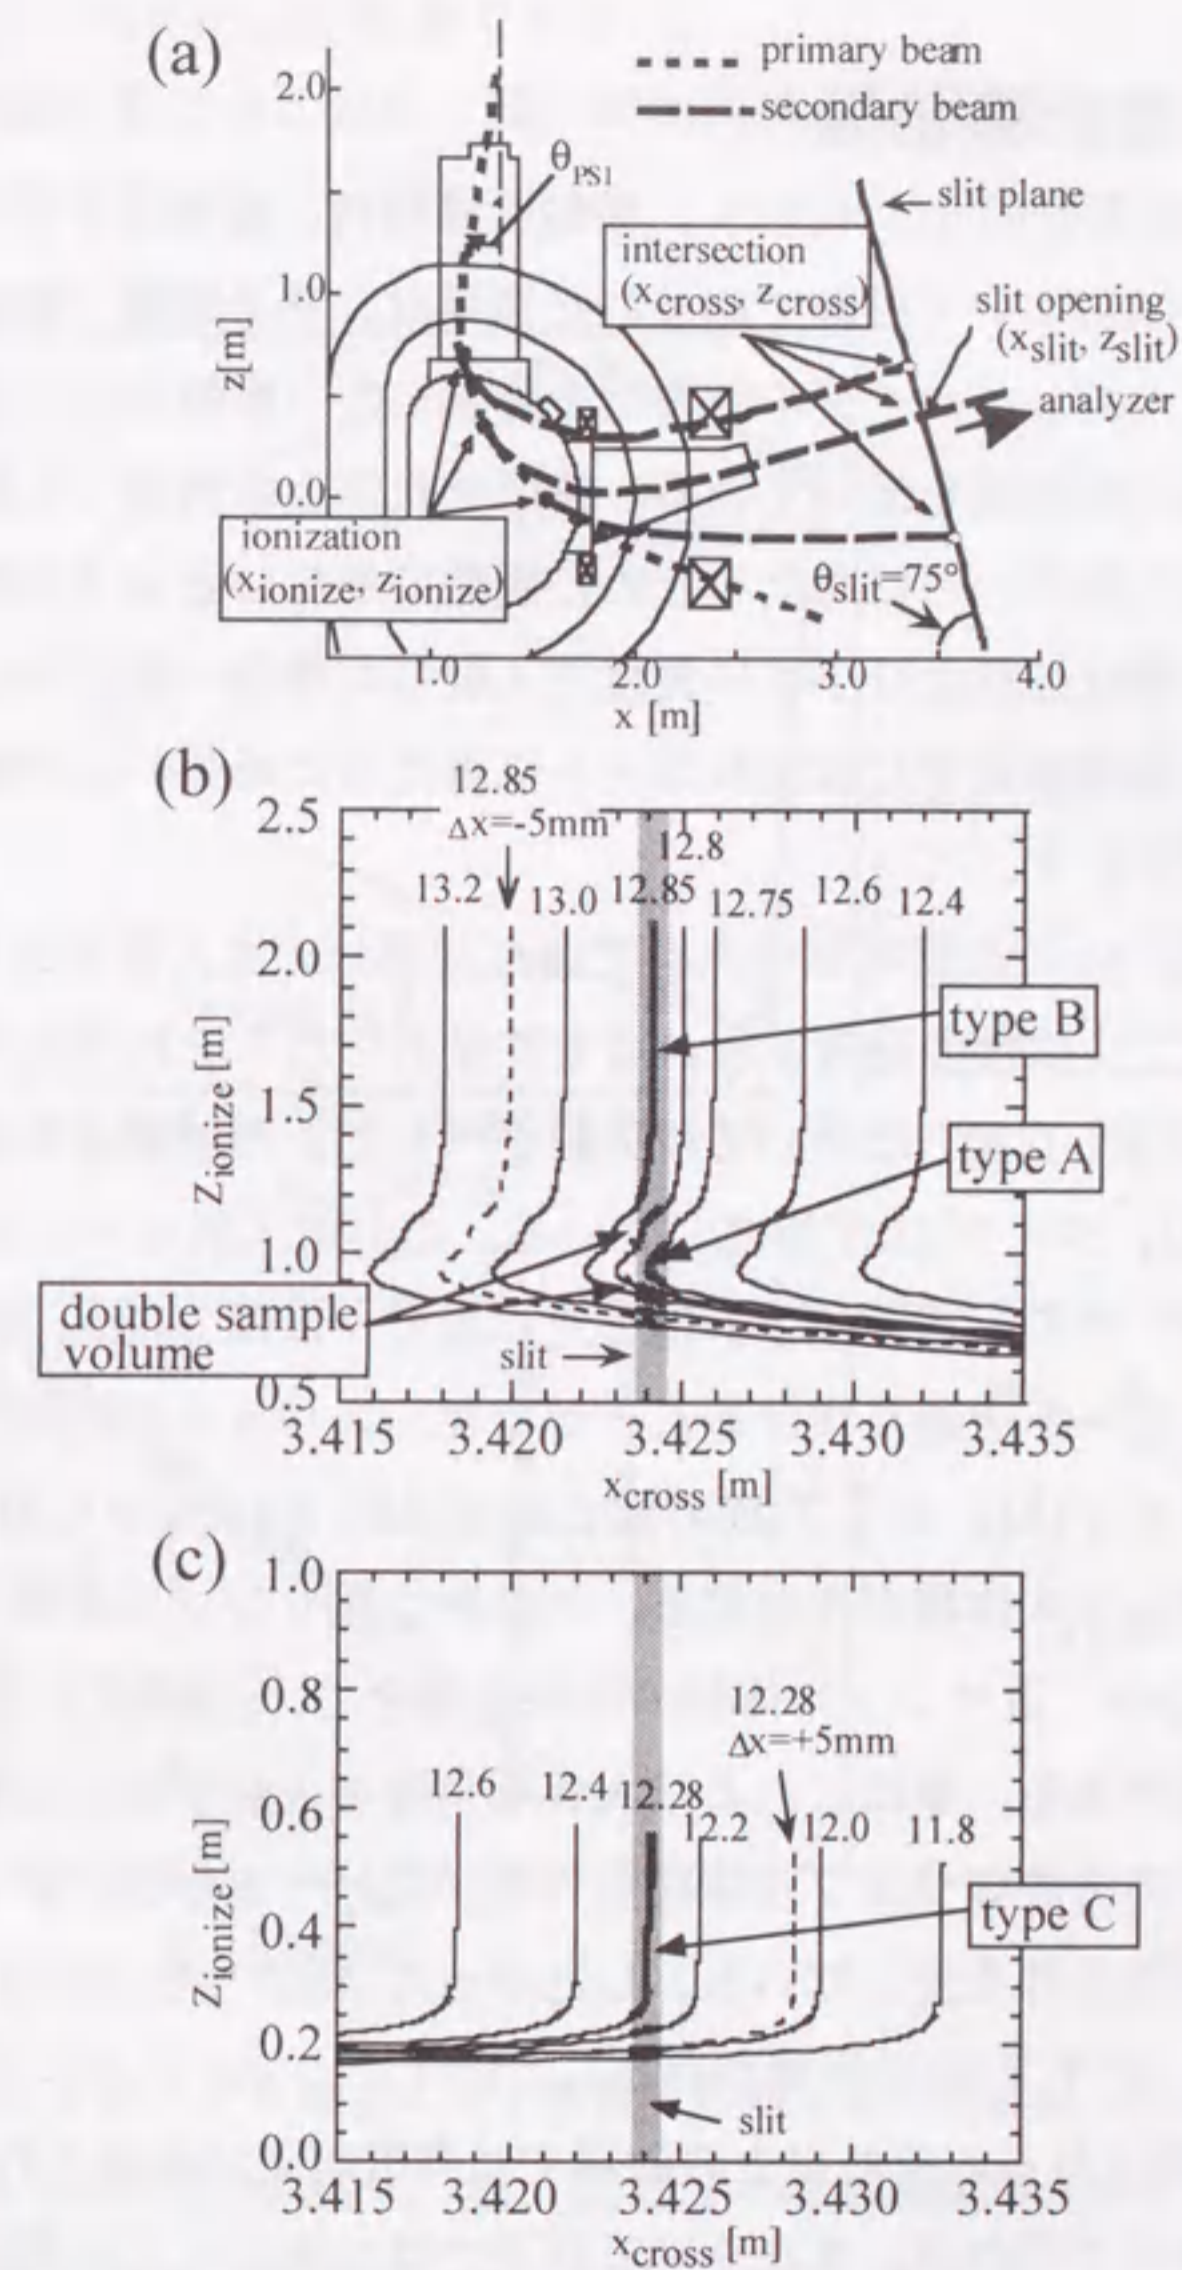 (a)
primary beam
secondary beam
2.0
θPS1
slit plane
intersection
(xcross, zcross)
1.0
slit opening
(xslit, zslit)
z[m]
analyzer
0.0
ionization
(xionize, zionize)
θslit=75°
1.0 2.0 3.0 4.0
x [m]
(b)
12.85
Δx=-5mm
2.5
12.8
13.2 13.0 12.85 12.75 12.6 12.4
2.0
type B
Zionize [m]
1.5
type A
1.0
double sample
volume
slit
0.5
3.415 3.420 3.425 3.430 3.435
xcross [m]
(c)
1.0
0.8
12.28
Δx=+5mm
12.6 12.4 12.28 12.2 12.0 11.8
0.6
Zionize [m]
type C
0.4
0.2
slit
0.0
3.415 3.420 3.425 3.430 3.435
xcross [m]